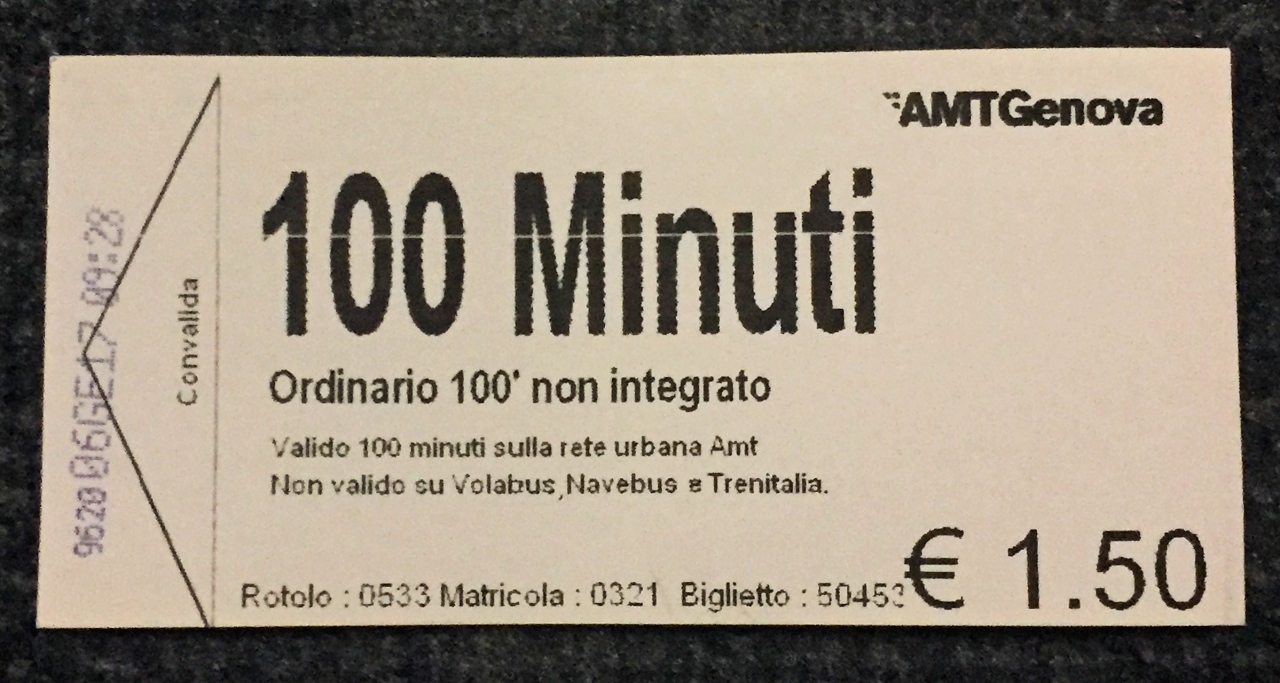 AMTGenova
100 Minuti
Ordinario 100' non integrato
Valido 100 minuti sulla rete urbana Amt
Non valido su Volabus,Navebus e Trenitalia.
Rotolo : 0533 Matricola : 0321 Biglietto : 50453
€ 1.50
Convalida
9620 06GE17 09:28